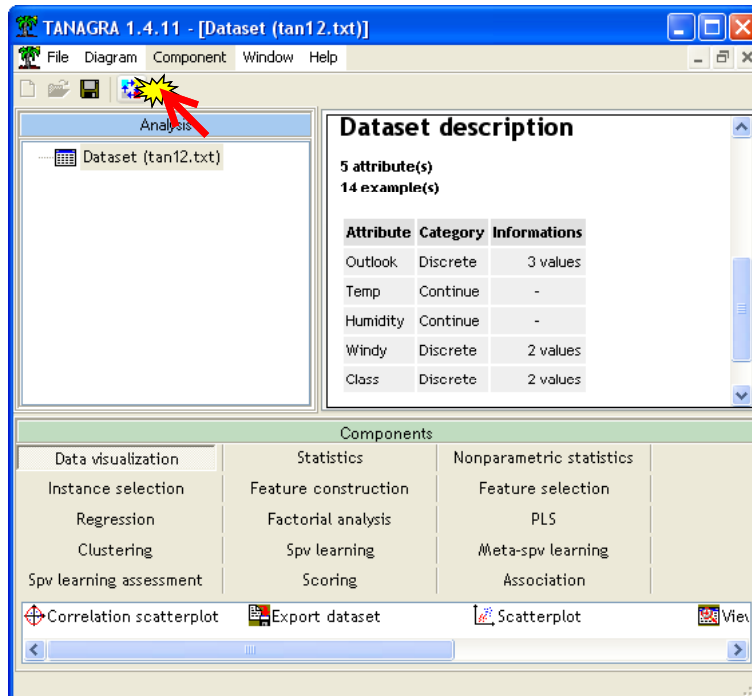 TANAGRA 1.4.11 - [Dataset (tan12.txt)]
File Diagram Component Window Help
Analysis
Dataset (tan12.txt)
Dataset description
5 attribute(s)
14 example(s)
Attribute Category Informations
Outlook Discrete 3 values
Temp Continue -
Humidity Continue -
Windy Discrete 2 values
Class Discrete 2 values
Components
Data visualization Statistics Nonparametric statistics
Instance selection Feature construction Feature selection
Regression Factorial analysis PLS
Clustering Spv learning Meta-spv learning
Spv learning assessment Scoring Association
Correlation scatterplot Export dataset Scatterplot